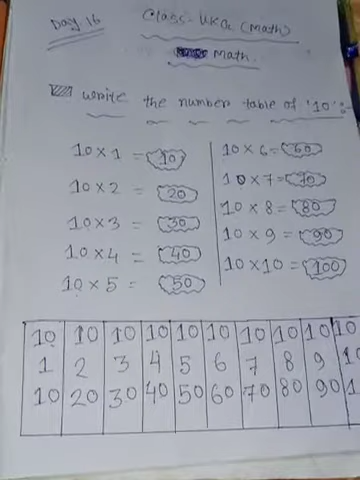 Day. 16
Class - UKG (Math)
Math.
write the number table of '10':-
10 x 1 = 10
10 x 2 = 20
10 x 3 = 30
10 x 4 = 40
10 x 5 = 50
10 x 6 = 60
10 x 7 = 70
10 x 8 = 80
10 x 9 = 90
10 x 10 = 100
10 10 10 10 10 10 10 10 10 10
1 2 3 4 5 6 7 8 9 10
10 20 30 40 50 60 70 80 90 1